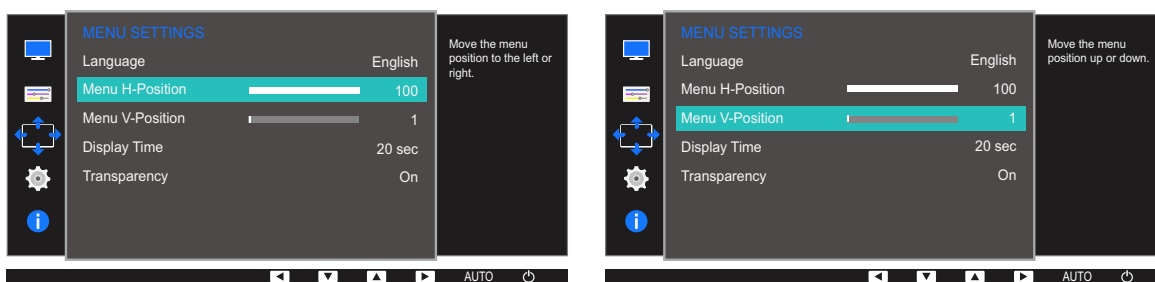 MENU SETTINGS
Language English
Menu H-Position 100
Menu V-Position 1
Display Time 20 sec
Transparency On
Move the menu
position to the left or
right.
i
AUTO
MENU SETTINGS
Language English
Menu H-Position 100
Menu V-Position 1
Display Time 20 sec
Transparency On
Move the menu
position up or down.
i
AUTO